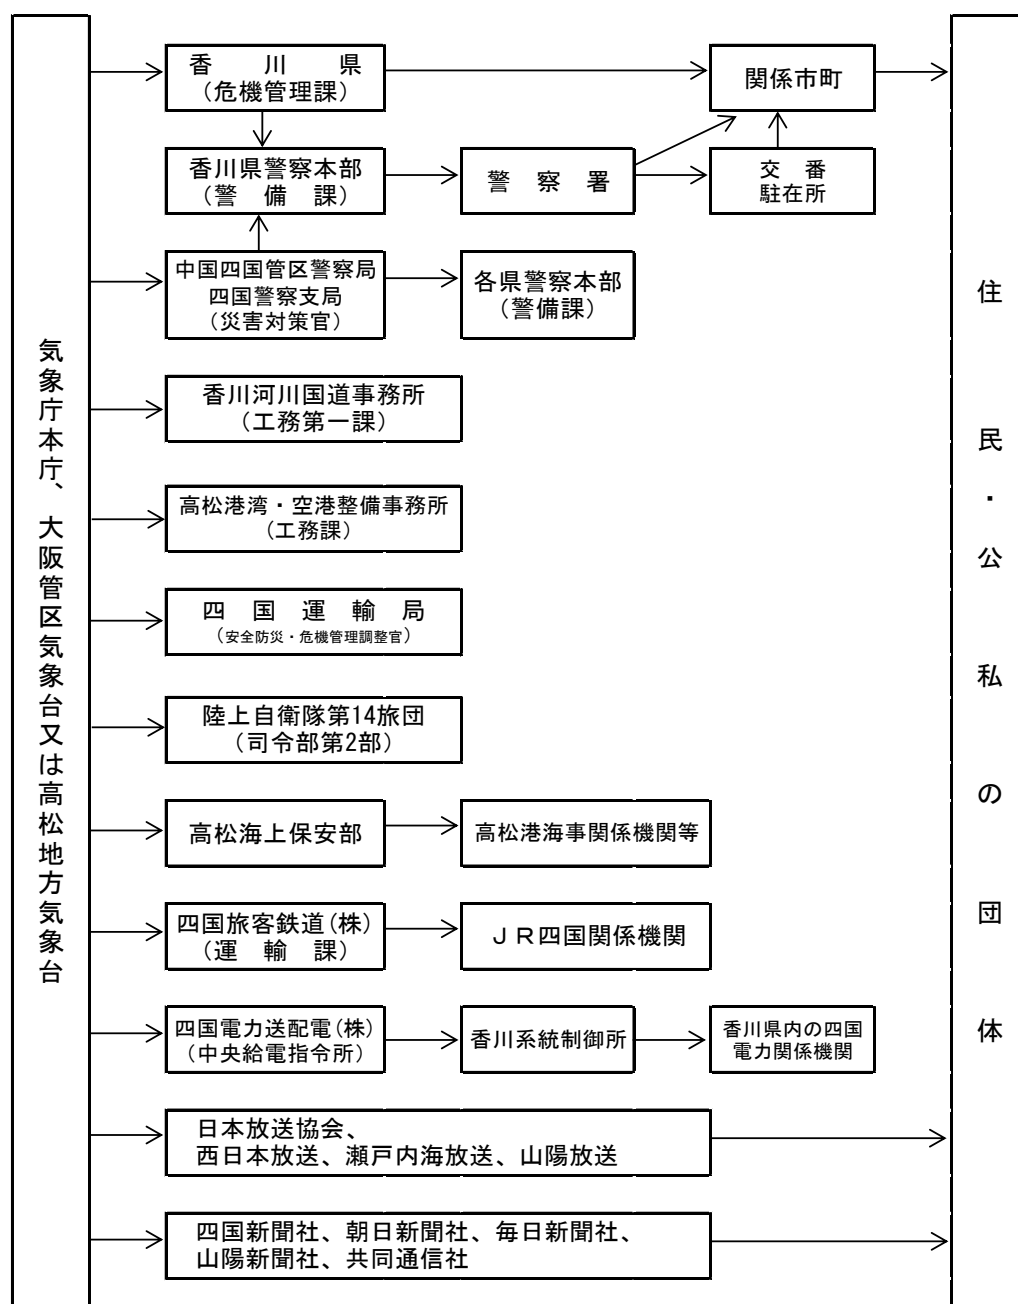 気象庁本庁、大阪管区気象台又は高松地方気象台
香　川　県
（危機管理課）
関係市町
香川県警察本部
（警　備　課）
警　察　署
交　番
駐在所
中国四国管区警察局
四国警察支局
（災害対策官）
各県警察本部
（警備課）
香川河川国道事務所
（工務第一課）
高松港湾・空港整備事務所
（工務課）
四　国　運　輸　局
（安全防災・危機管理調整官）
陸上自衛隊第14旅団
（司令部第2部）
高松海上保安部
高松港海事関係機関等
四国旅客鉄道(株)
（運　輸　課）
ＪＲ四国関係機関
四国電力送配電(株)
（中央給電指令所）
香川系統制御所
香川県内の四国
電力関係機関
日本放送協会、
西日本放送、瀬戸内海放送、山陽放送
四国新聞社、朝日新聞社、毎日新聞社、
山陽新聞社、共同通信社
住民・公私の団体